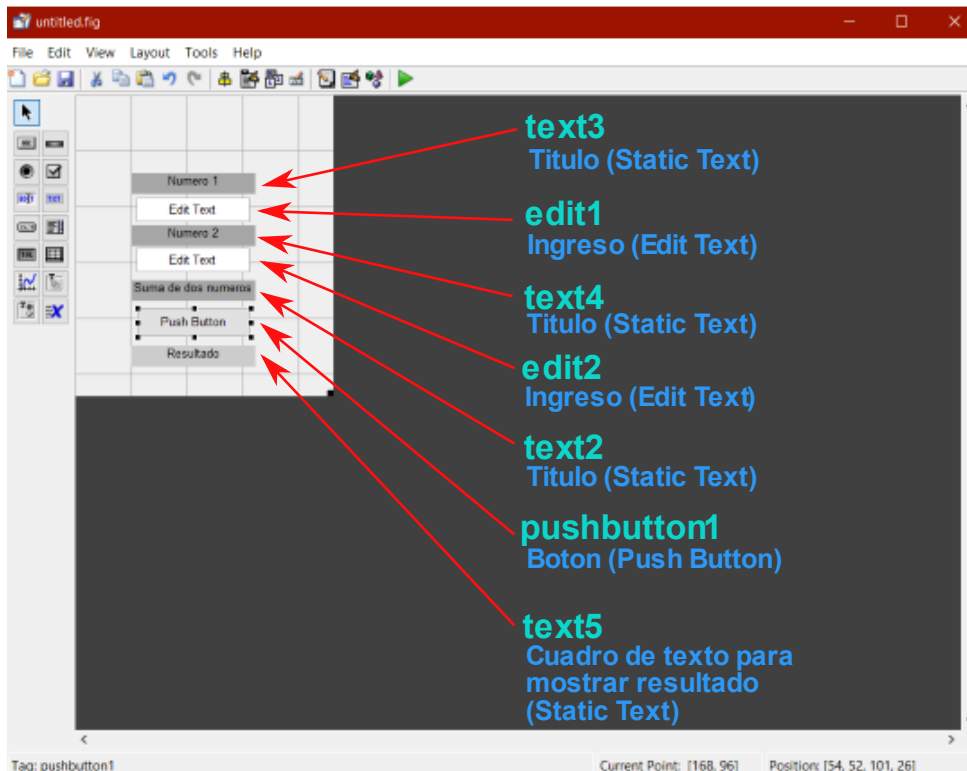 untitled.fig
File Edit View Layout Tools Help
Numero 1
Edit Text
Numero 2
Edit Text
Suma de dos numeros
Push Button
Resultado
text3
Titulo (Static Text)
edit1
Ingreso (Edit Text)
text4
Titulo (Static Text)
edit2
Ingreso (Edit Text)
text2
Titulo (Static Text)
pushbutton1
Boton (Push Button)
text5
Cuadro de texto para
mostrar resultado
(Static Text)
Tag: pushbutton1
Current Point: [168, 96]
Position: [54, 52, 101, 26]